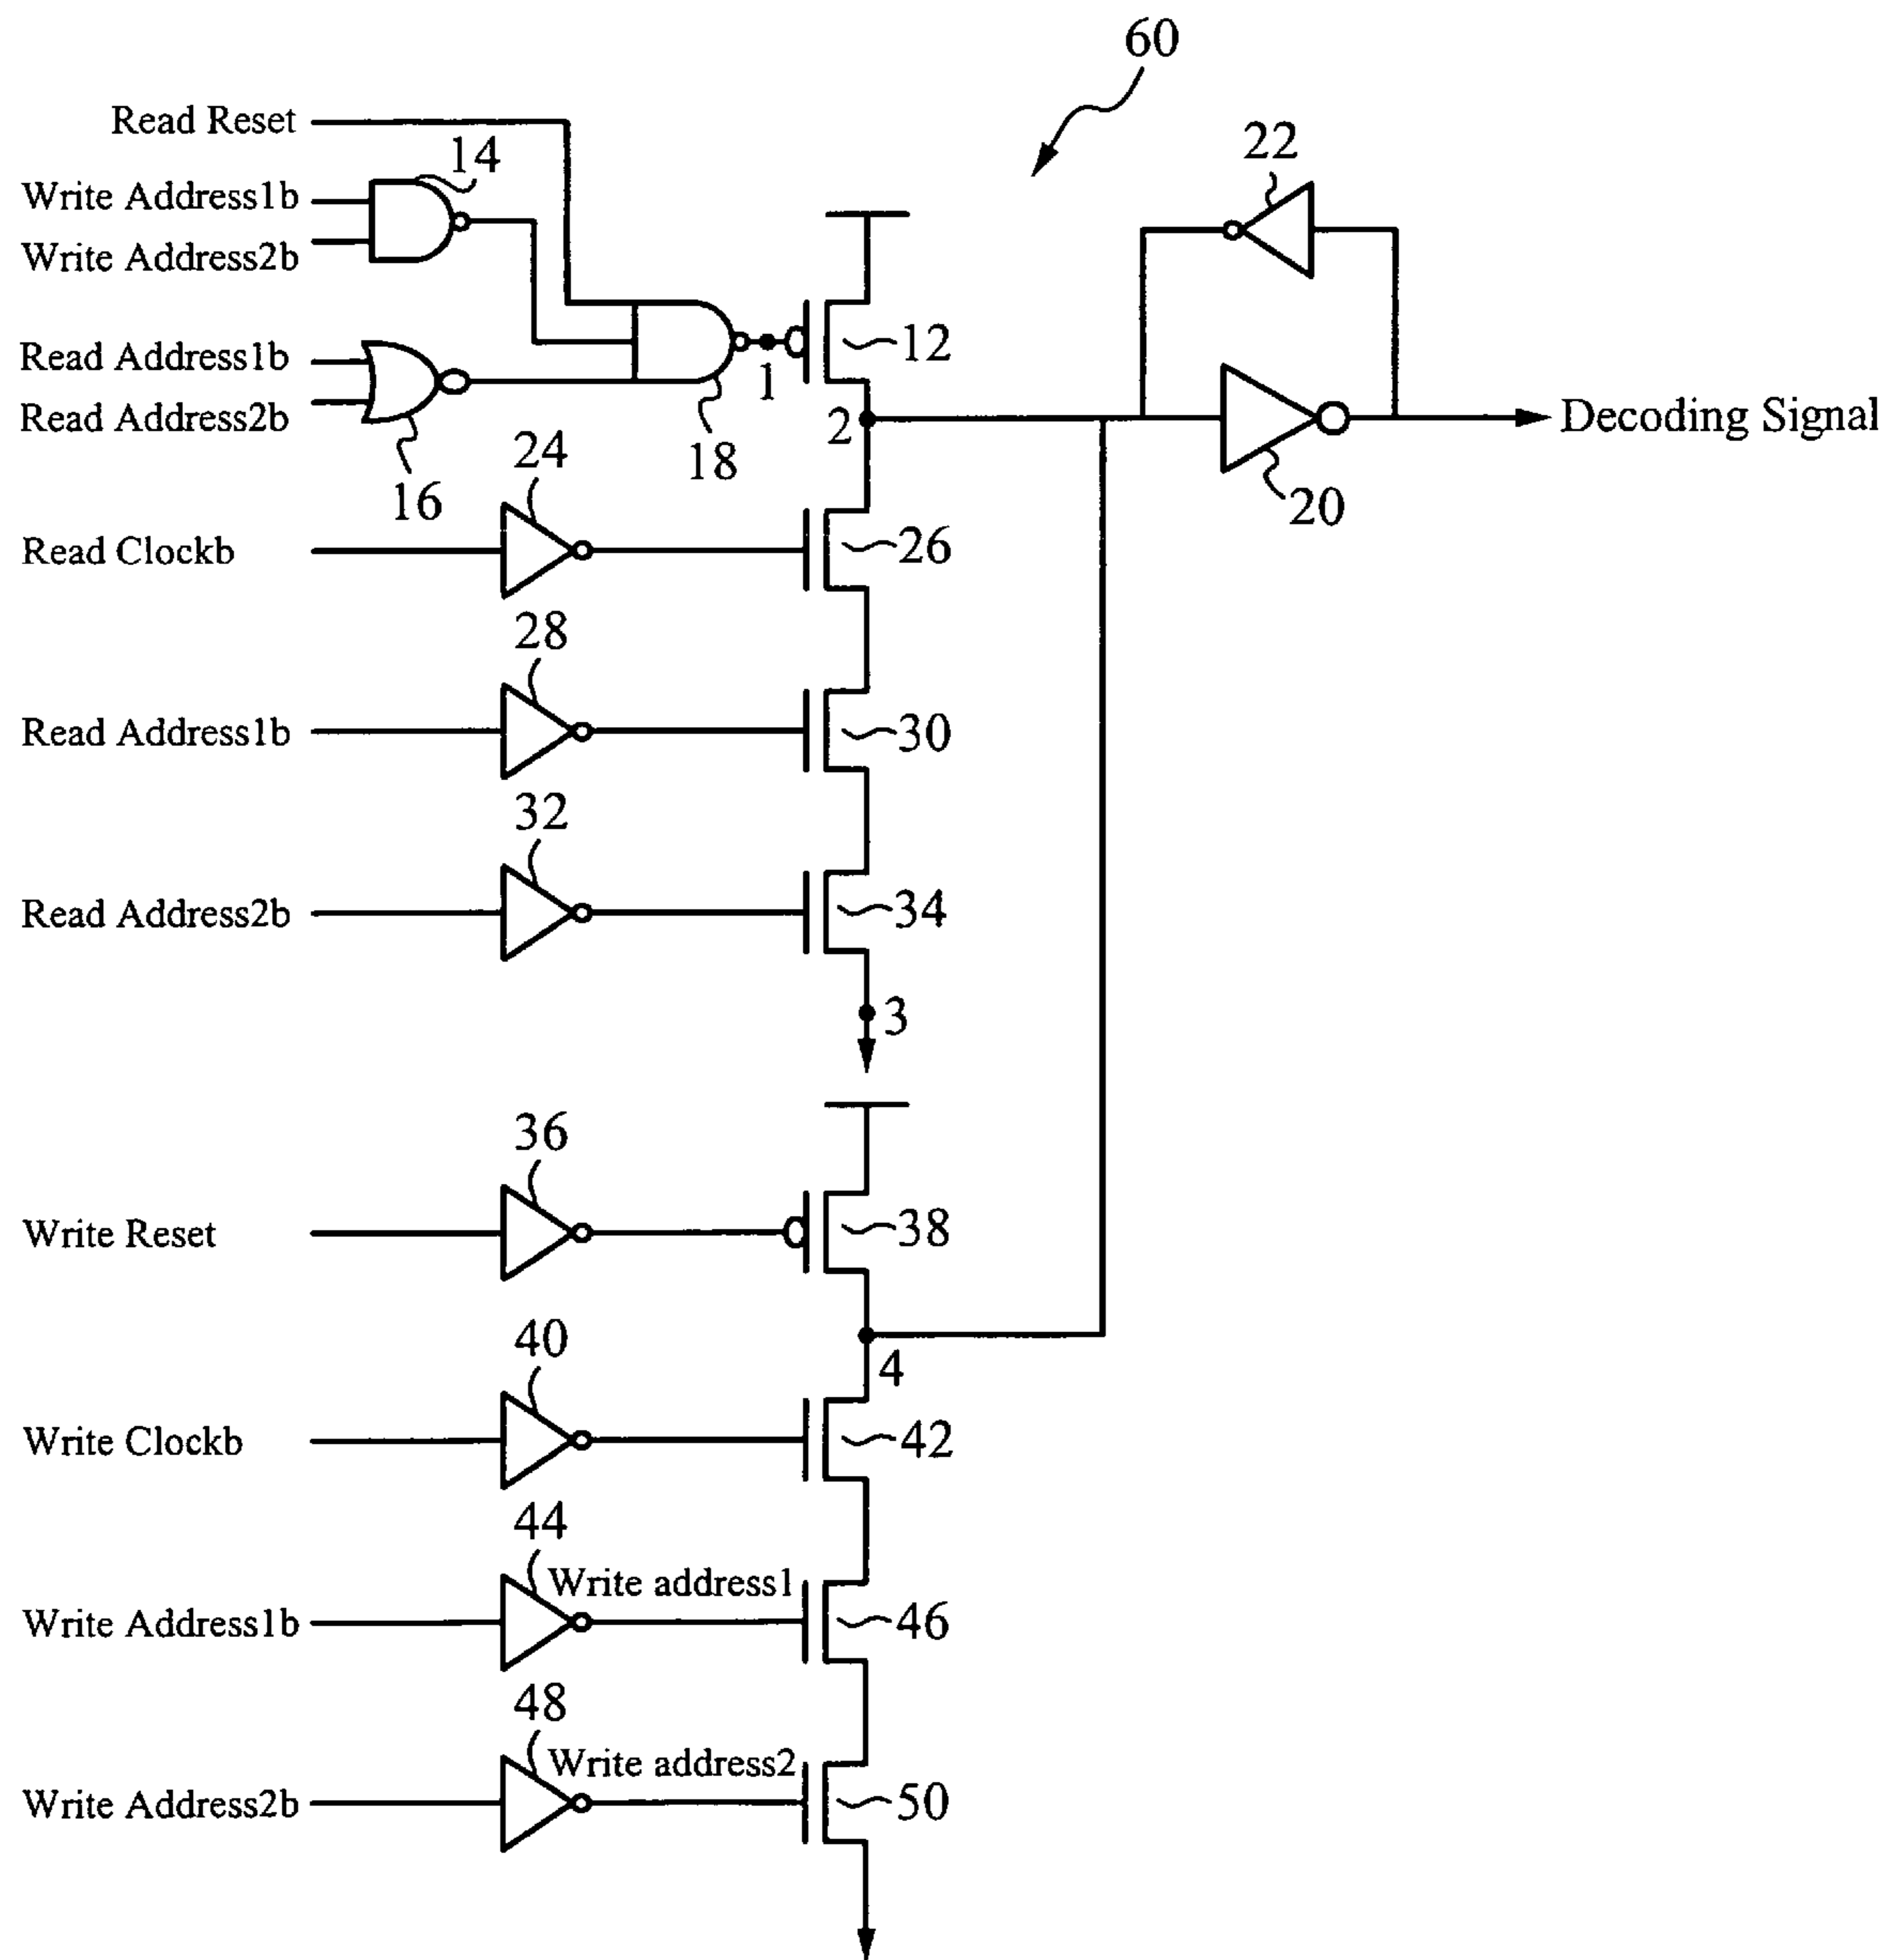 60
Read Reset
14
22
Write Address1b
Write Address2b
12
Read Address1b
1
Read Address2b
2
Decoding Signal
16
18
20
24
Read Clockb
26
28
Read Address1b
30
32
Read Address2b
34
3
36
Write Reset
38
40
4
Write Clockb
42
44
Write address1
Write Address1b
46
48
Write address2
Write Address2b
50